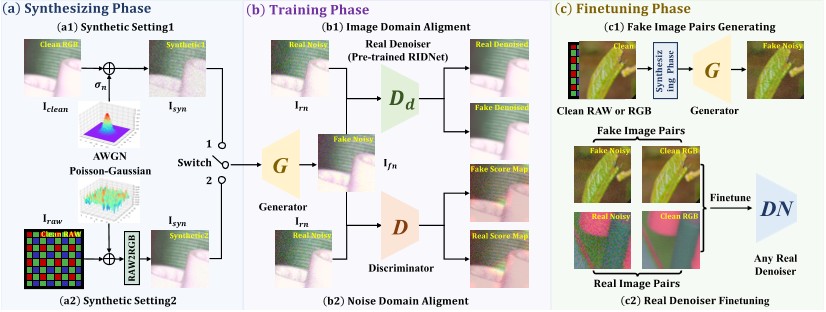 (a) Synthesizing Phase
(a1) Synthetic Setting1
Clean RGB
Synthetic1
σn
Iclean
Isyn
AWGN
Poisson-Gaussian
Switch
1
2
Iraw
Isyn
Clean RAW
RAW2RGB
Synthetic2
(a2) Synthetic Setting2
(b) Training Phase
(b1) Image Domain Aligment
Real Noisy
Real Denoiser
(Pre-trained RIDNet)
Real Denoised
Irn
Dd
Fake Denoised
Fake Noisy
G
Ifn
Generator
Fake Score Map
Irn
Real Noisy
D
Discriminator
Real Score Map
(b2) Noise Domain Aligment
(c) Finetuning Phase
(c1) Fake Image Pairs Generating
Clean
Synthesiz
ing Phase
G
Fake Noisy
Clean RAW or RGB
Generator
Fake Image Pairs
Fake Noisy
Clean RGB
Finetune
DN
Real Noisy
Clean RGB
Any Real
Denoiser
Real Image Pairs
(c2) Real Denoiser Finetuning